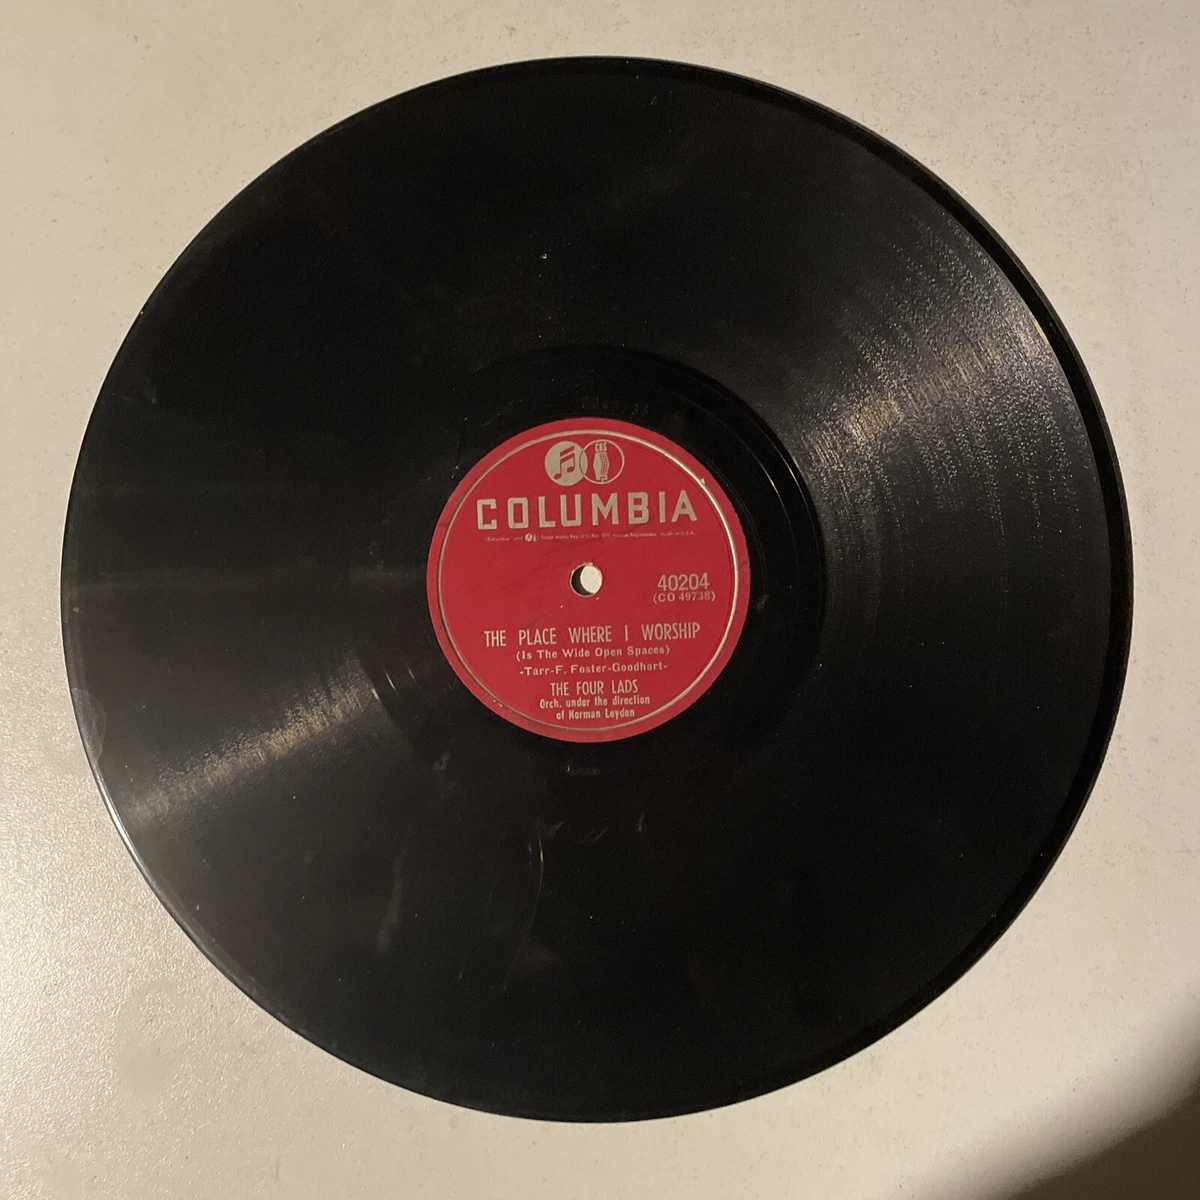 CBS
COLUMBIA
40204
(CO 49738)
THE PLACE WHERE I WORSHIP
(Is The Wide Open Spaces)
-Tarr-F. Foster-Goodhart-
THE FOUR LADS
Orch. under the direction
of Norman Leyden